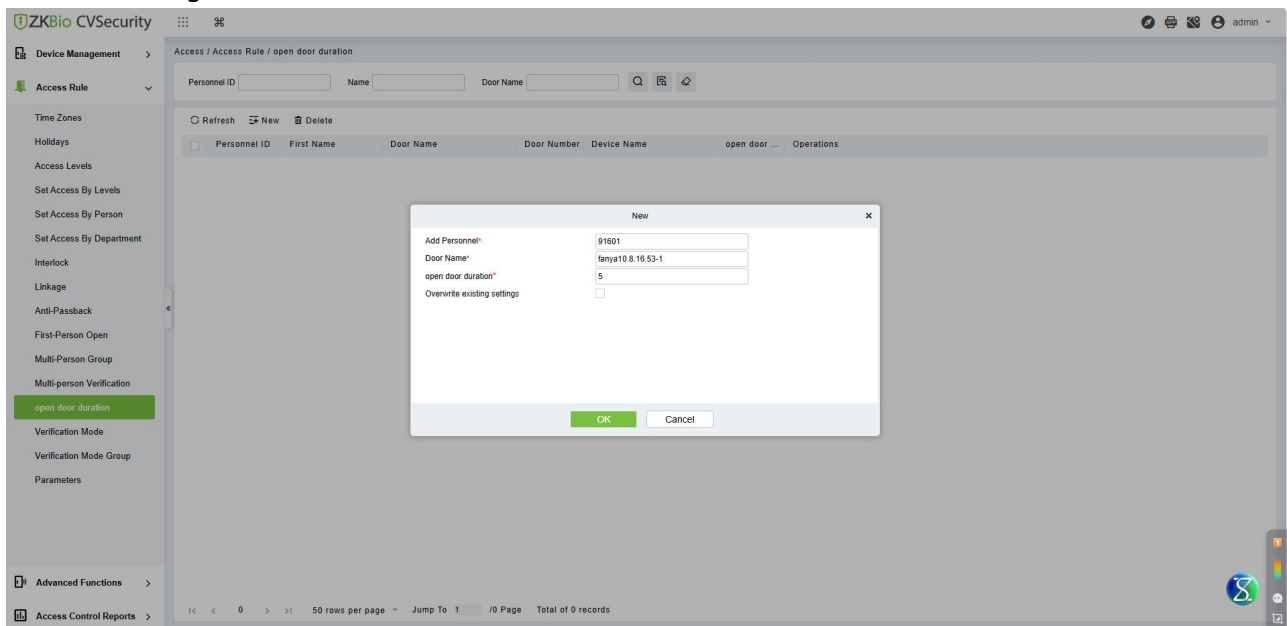 ZKBio CVSecurity
admin
Device Management
Access Rule
Time Zones
Holidays
Access Levels
Set Access By Levels
Set Access By Person
Set Access By Department
Interlock
Linkage
Anti-Passback
First-Person Open
Multi-Person Group
Multi-person Verification
open door duration
Verification Mode
Verification Mode Group
Parameters
Advanced Functions
Access Control Reports
Access / Access Rule / open door duration
Personnel ID Name Door Name
Refresh New Delete
Personnel ID First Name Door Name Door Number Device Name open door ... Operations
New
Add Personnel* 91601
Door Name* fanya10.8.16.53-1
open door duration* 5
Overwrite existing settings
OK Cancel
0 50 rows per page Jump To 1 /0 Page Total of 0 records